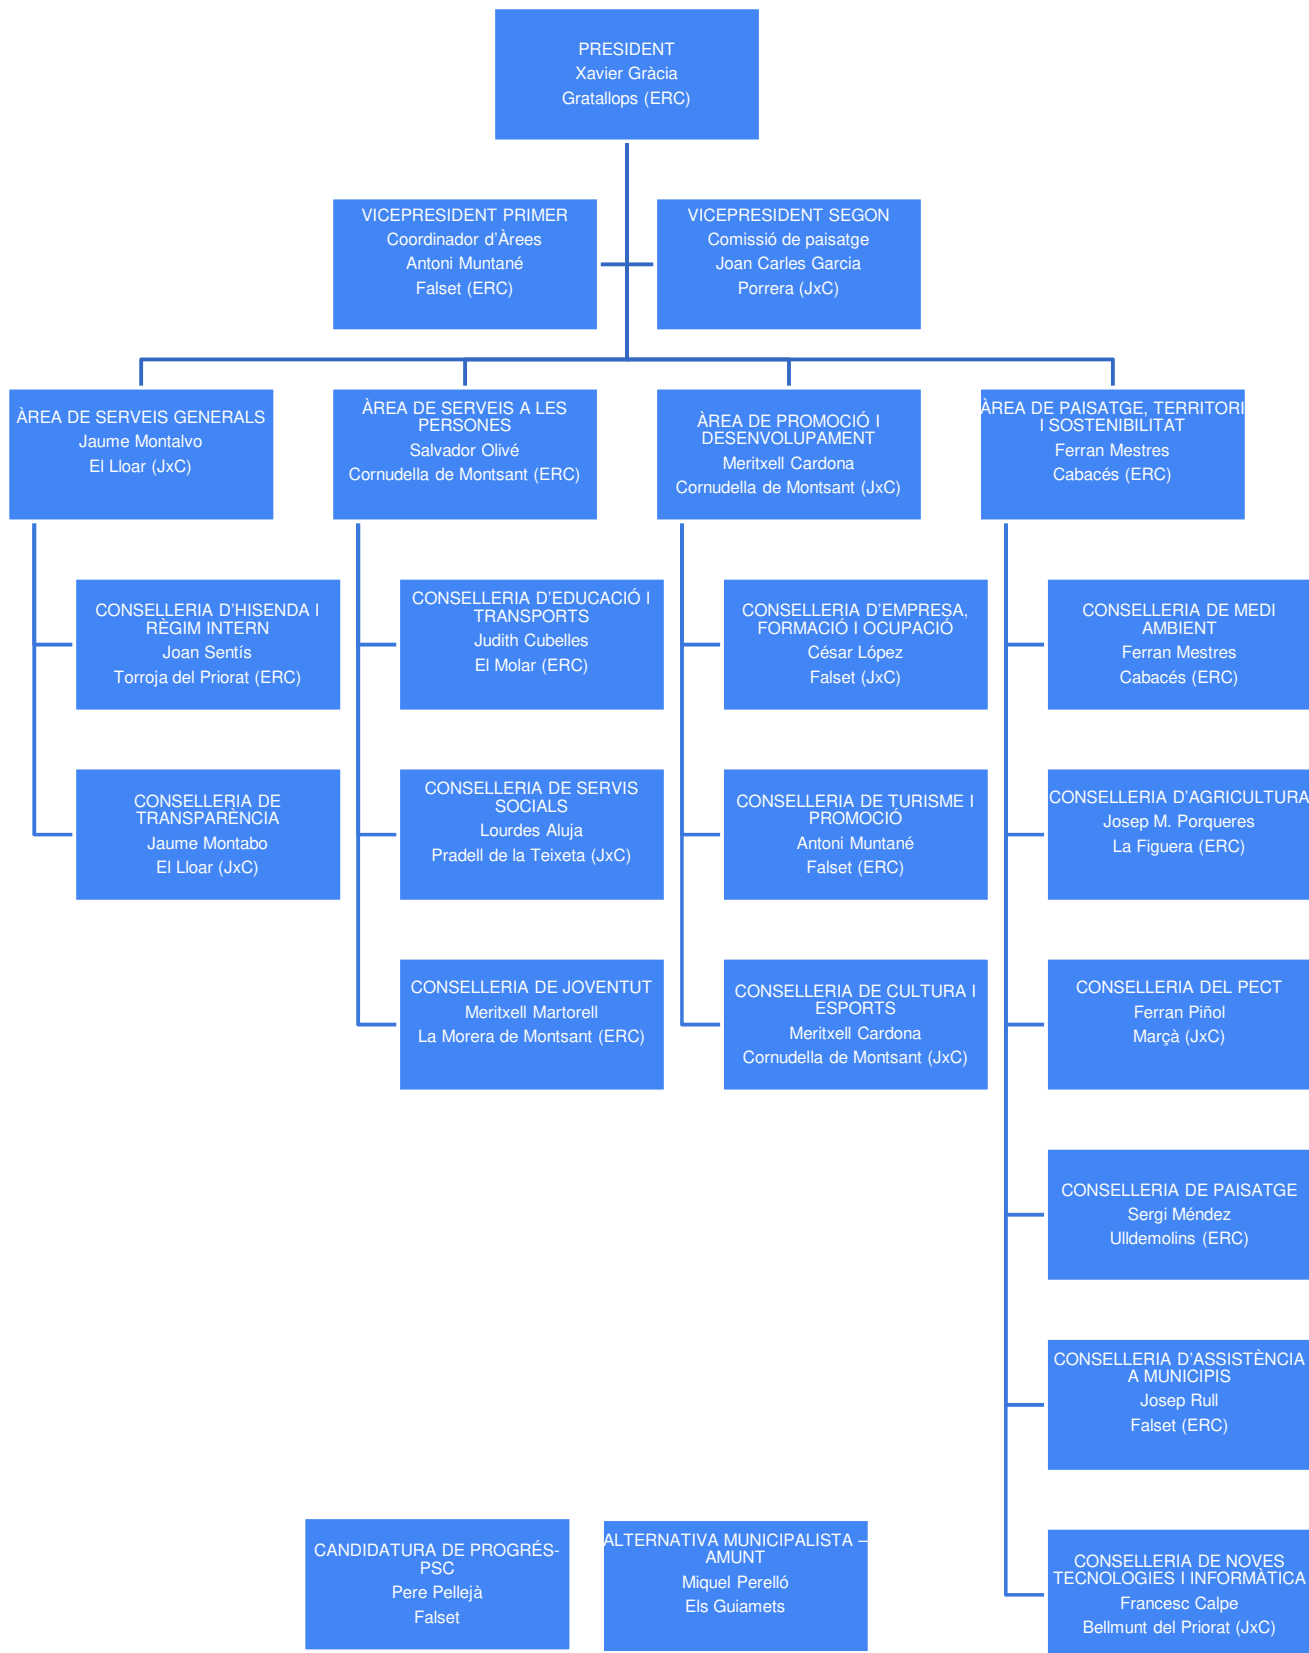 PRESIDENT
Xavier Gràcia
Gratallops (ERC)
VICEPRESIDENT PRIMER
Coordinador d’Àrees
Antoni Muntané
Falset (ERC)
VICEPRESIDENT SEGON
Comissió de paisatge
Joan Carles Garcia
Porrera (JxC)
ÀREA DE SERVEIS GENERALS
Jaume Montalvo
El Lloar (JxC)
ÀREA DE SERVEIS A LES
PERSONES
Salvador Olivé
Cornudella de Montsant (ERC)
ÀREA DE PROMOCIÓ I
DESENVOLUPAMENT
Meritxell Cardona
Cornudella de Montsant (JxC)
ÀREA DE PAISATGE, TERRITORI
I SOSTENIBILITAT
Ferran Mestres
Cabacés (ERC)
CONSELLERIA D’HISENDA I
RÈGIM INTERN
Joan Sentís
Torroja del Priorat (ERC)
CONSELLERIA D’EDUCACIÓ I
TRANSPORTS
Judith Cubelles
El Molar (ERC)
CONSELLERIA D’EMPRESA,
FORMACIÓ I OCUPACIÓ
César López
Falset (JxC)
CONSELLERIA DE MEDI
AMBIENT
Ferran Mestres
Cabacés (ERC)
CONSELLERIA DE
TRANSPARÈNCIA
Jaume Montabo
El Lloar (JxC)
CONSELLERIA DE SERVIS
SOCIALS
Lourdes Aluja
Pradell de la Teixeta (JxC)
CONSELLERIA DE TURISME I
PROMOCIÓ
Antoni Muntané
Falset (ERC)
CONSELLERIA D’AGRICULTURA
Josep M. Porqueres
La Figuera (ERC)
CONSELLERIA DE JOVENTUT
Meritxell Martorell
La Morera de Montsant (ERC)
CONSELLERIA DE CULTURA I
ESPORTS
Meritxell Cardona
Cornudella de Montsant (JxC)
CONSELLERIA DEL PECT
Ferran Piñol
Marçà (JxC)
CONSELLERIA DE PAISATGE
Sergi Méndez
Ulldemolins (ERC)
CONSELLERIA D’ASSISTÈNCIA
A MUNICIPIS
Josep Rull
Falset (ERC)
CANDIDATURA DE PROGRÉS-
PSC
Pere Pellejà
Falset
ALTERNATIVA MUNICIPALISTA –
AMUNT
Miquel Perelló
Els Guiamets
CONSELLERIA DE NOVES
TECNOLOGIES I INFORMÀTICA
Francesc Calpe
Bellmunt del Priorat (JxC)